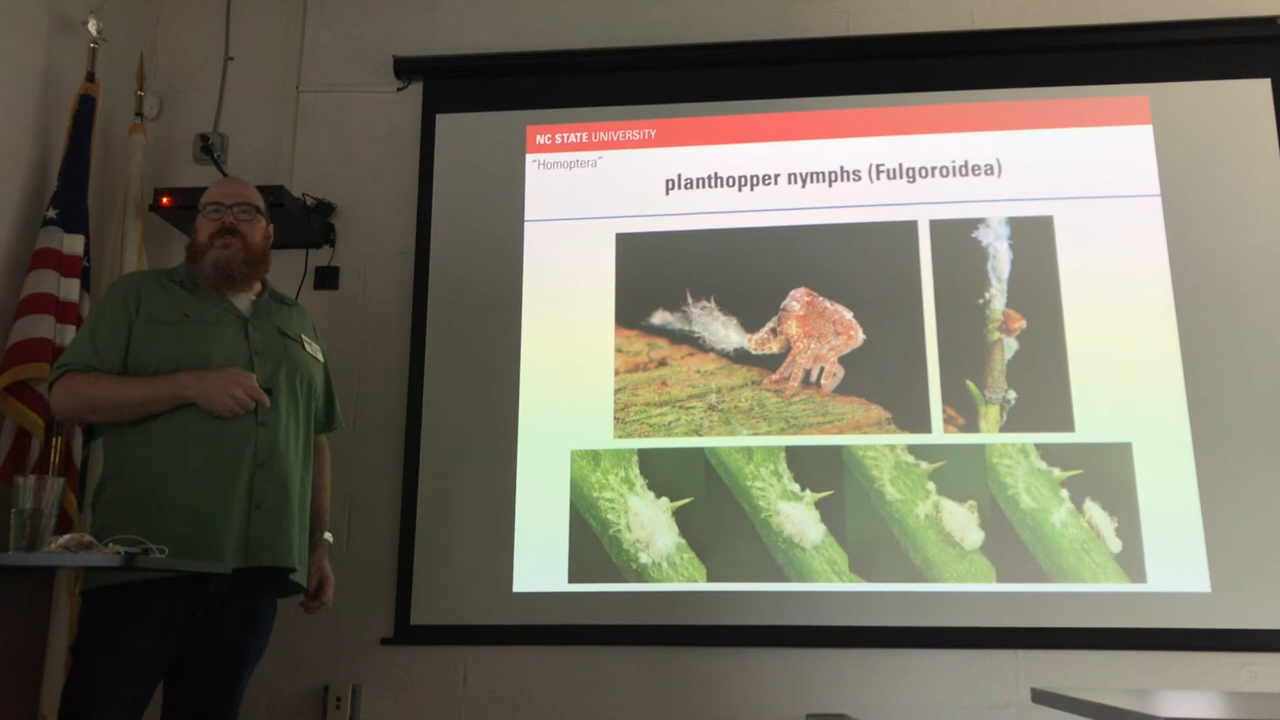 NC STATE UNIVERSITY
“Homoptera”
planthopper nymphs (Fulgoroidea)